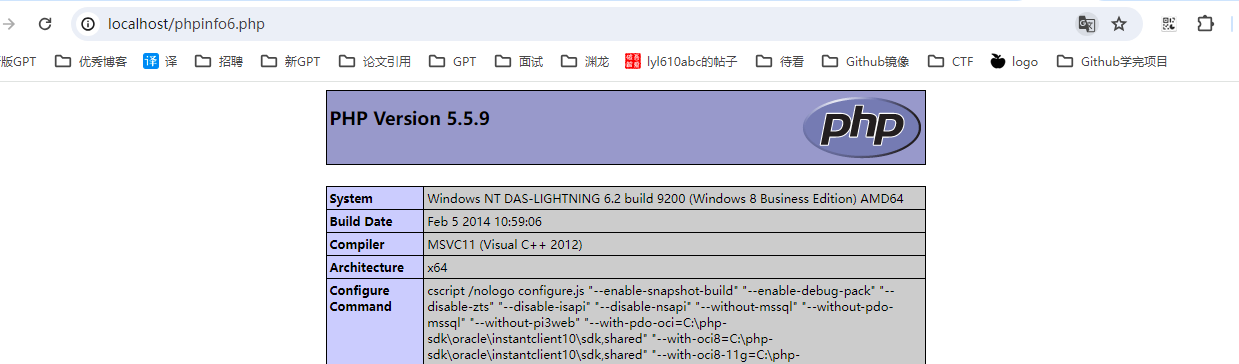 localhost/phpinfo6.php
版GPT 优秀博客 译 译 招聘 新GPT 论文引用 GPT 面试 渊龙 吾爱破解 lyl610abc的帖子 待看 Github镜像 CTF logo Github学完项目
PHP Version 5.5.9
php
System Windows NT DAS-LIGHTNING 6.2 build 9200 (Windows 8 Business Edition) AMD64
Build Date Feb 5 2014 10:59:06
Compiler MSVC11 (Visual C++ 2012)
Architecture x64
Configure cscript /nologo configure.js "--enable-snapshot-build" "--enable-debug-pack" "--
Command disable-zts" "--disable-isapi" "--disable-nsapi" "--without-mssql" "--without-pdo-
mssql" "--without-pi3web" "--with-pdo-oci=C:\php-
sdk\oracle\instantclient10\sdk,shared" "--with-oci8=C:\php-
sdk\oracle\instantclient10\sdk,shared" "--with-oci8-11g=C:\php-